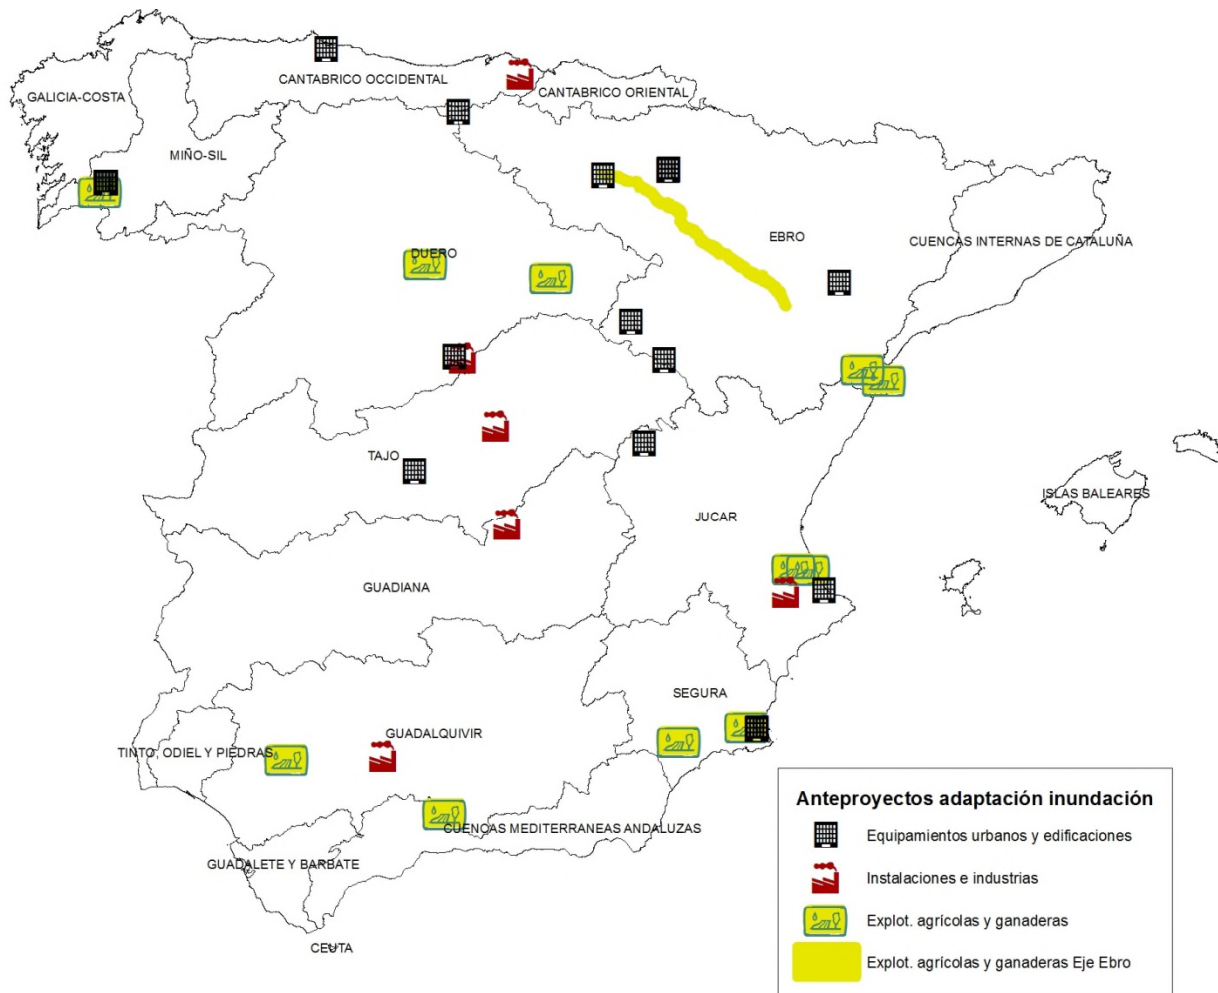 CANTABRICO OCCIDENTAL
GALICIA-COSTA
CANTABRICO ORIENTAL
MIÑO-SIL
EBRO
CUENCAS INTERNAS DE CATALUÑA
DUERO
TAJO
ISLAS BALEARES
JUCAR
GUADIANA
SEGURA
GUADALQUIVIR
TINTO, ODIEL Y PIEDRAS
CUENCAS MEDITERRANEAS ANDALUZAS
GUADALETE Y BARBATE
CEUTA
Anteproyectos adaptación inundación
Equipamientos urbanos y edificaciones
Instalaciones e industrias
Explot. agrícolas y ganaderas
Explot. agrícolas y ganaderas Eje Ebro